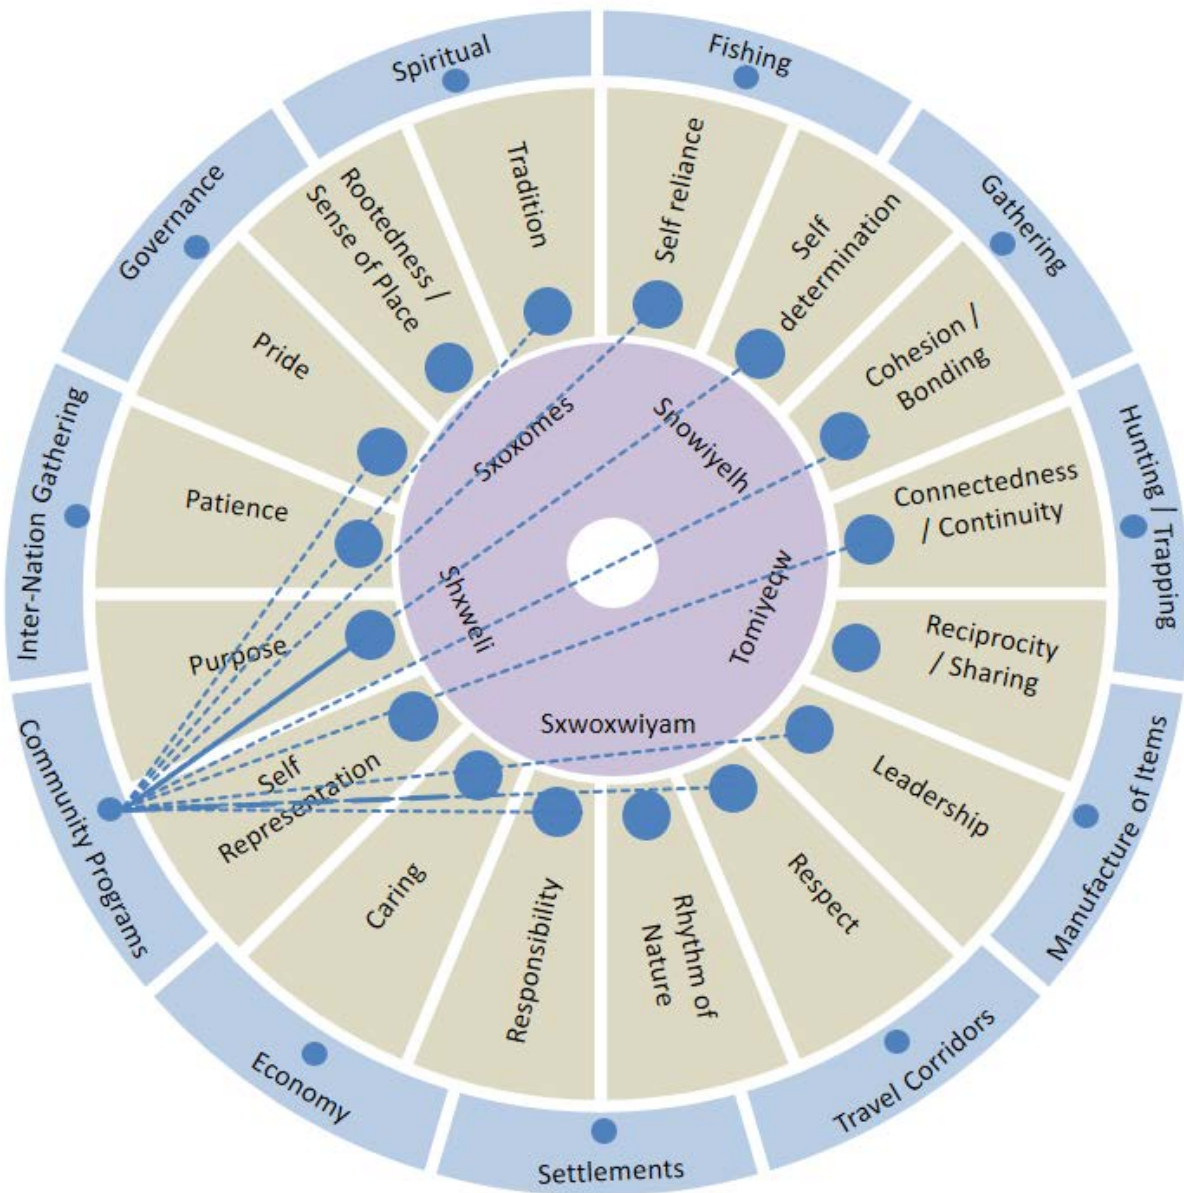 Spiritual
Fishing
Gathering
Hunting / Trapping
Manufacture of Items
Travel Corridors
Settlements
Economy
Community Programs
Inter-Nation Gathering
Governance
Tradition
Self reliance
Self
determination
Cohesion /
Bonding
Connectedness
/ Continuity
Reciprocity
/ Sharing
Leadership
Respect
Rhythm of
Nature
Responsibility
Caring
Self
Representation
Purpose
Patience
Pride
Rootedness /
Sense of Place
Sxoxomes
Snowiyelh
Tomiyeqw
Sxwoxwiyam
Shxweli